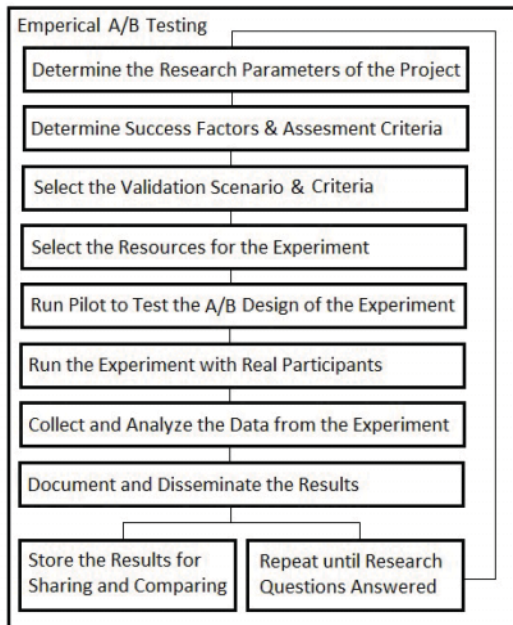 Emperical A/B Testing
Determine the Research Parameters of the Project
Determine Success Factors & Assesment Criteria
Select the Validation Scenario & Criteria
Select the Resources for the Experiment
Run Pilot to Test the A/B Design of the Experiment
Run the Experiment with Real Participants
Collect and Analyze the Data from the Experiment
Document and Disseminate the Results
Store the Results for
Sharing and Comparing
Repeat until Research
Questions Answered